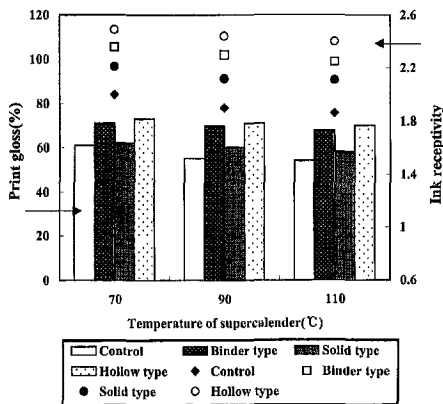 120
100
80
60
40
20
0
Print gloss(%)
2.6
2.2
1.8
1.4
1
0.6
Ink receptivity
70 90 110
Temperature of supercalender(℃)
Control Binder type Solid type
Hollow type Control Binder type
Solid type Hollow type